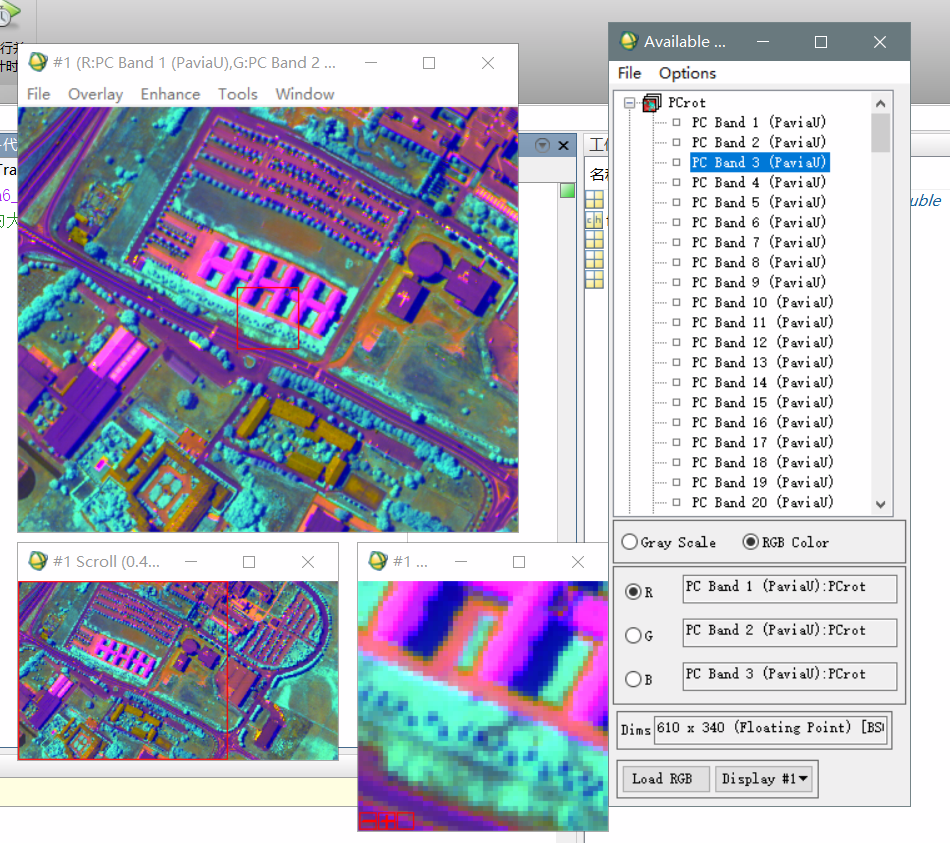 行并
计时
代
Tra
a6_
的大
#1 (R:PC Band 1 (PaviaU),G:PC Band 2 ...
File Overlay Enhance Tools Window
#1 Scroll (0.4...
#1 ...
工
名称
uble
Available ...
File Options
PCrot
PC Band 1 (PaviaU)
PC Band 2 (PaviaU)
PC Band 3 (PaviaU)
PC Band 4 (PaviaU)
PC Band 5 (PaviaU)
PC Band 6 (PaviaU)
PC Band 7 (PaviaU)
PC Band 8 (PaviaU)
PC Band 9 (PaviaU)
PC Band 10 (PaviaU)
PC Band 11 (PaviaU)
PC Band 12 (PaviaU)
PC Band 13 (PaviaU)
PC Band 14 (PaviaU)
PC Band 15 (PaviaU)
PC Band 16 (PaviaU)
PC Band 17 (PaviaU)
PC Band 18 (PaviaU)
PC Band 19 (PaviaU)
PC Band 20 (PaviaU)
Gray Scale RGB Color
R PC Band 1 (PaviaU):PCrot
G PC Band 2 (PaviaU):PCrot
B PC Band 3 (PaviaU):PCrot
Dims 610 x 340 (Floating Point) [BS
Load RGB Display #1